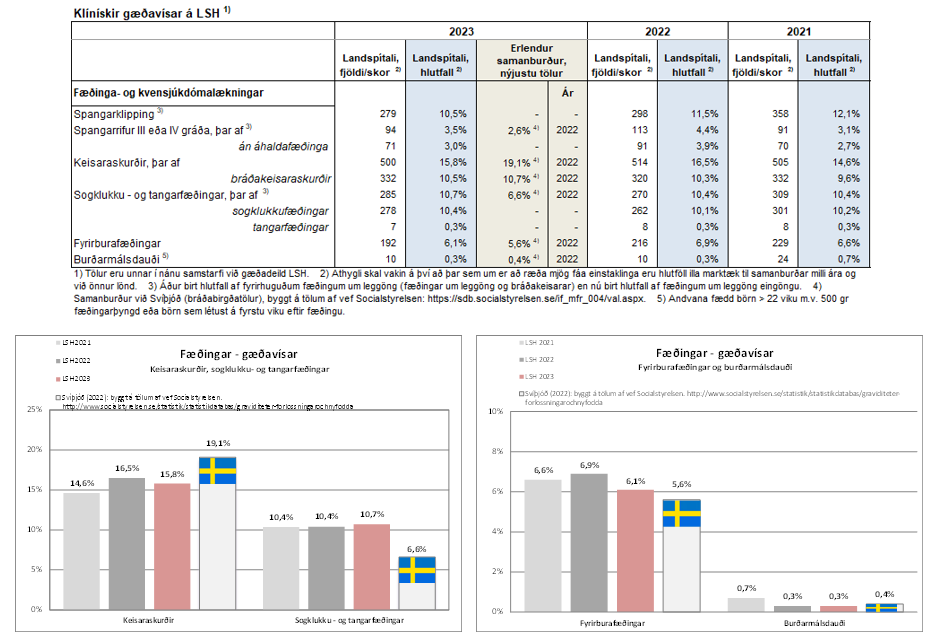 Klínískir gæðavísar á LSH 1)
2023 2022 2021
Landspítali, fjöldi/skor 2) Landspítali, hlutfall 2) Erlendur samanburður, nýjustu tölur Landspítali, fjöldi/skor 2) Landspítali, hlutfall 2) Landspítali, fjöldi/skor 2) Landspítali, hlutfall 2)
Fæðinga- og kvensjúkdómalækningar Ár
Spangarklipping 3) 279 10,5% - - 298 11,5% 358 12,1%
Spangarrifur III eða IV gráða, þar af 3) 94 3,5% 2,6% 4) 2022 113 4,4% 91 3,1%
án áhaldafæðinga 71 3,0% - - 91 3,9% 70 2,7%
Keisaraskurðir, þar af 500 15,8% 19,1% 4) 2022 514 16,5% 505 14,6%
bráðakeisaraskurðir 332 10,5% 10,7% 4) 2022 320 10,3% 332 9,6%
Sogklukku - og tangarfæðingar, þar af 3) 285 10,7% 6,6% 4) 2022 270 10,4% 309 10,4%
sogklukkufæðingar 278 10,4% - - 262 10,1% 301 10,2%
tangarfæðingar 7 0,3% - - 8 0,3% 8 0,3%
Fyrirburafæðingar 192 6,1% 5,6% 4) 2022 216 6,9% 229 6,6%
Burðarmálsdauði 5) 10 0,3% 0,4% 4) 2022 10 0,3% 24 0,7%
1) Tölur eru unnar í nánu samstarfi við gæðadeild LSH. 2) Athygli skal vakin á því að þar sem um er að ræða mjög fáa einstaklinga eru hlutföll illa marktæk til samanburðar milli ára og
við önnur lönd. 3) Áður birt hlutfall af fyrirhuguðum fæðingum um leggöng (fæðingar um leggöng og bráðakeisarar) en nú birt hlutfall af fæðingum um leggöng eingöngu. 4)
Samanburður við Svíþjóð (bráðabirgðatölur), byggt á tölum af vef Socialstyrelsen: https://sdb.socialstyrelsen.se/if_mfr_004/val.aspx. 5) Andvana fædd börn > 22 viku m.v. 500 gr
fæðingarþyngd eða börn sem létust á fyrstu viku eftir fæðingu.
LSH 2021
LSH 2022
LSH 2023
Fæðingar - gæðavísar
Keisaraskurðir, sogklukku- og tangarfæðingar
Svíþjóð (2022): byggt á tölum af vef Socialstyrelsen.
http://www.socialstyrelsen.se/statistik/statistikdatabas/graviditeter-forlossningarochnyfodda
25%
20%
15%
10%
5%
0%
14,6% 16,5% 15,8% 19,1%
10,4% 10,4% 10,7% 6,6%
Keisaraskurðir Sogklukku - og tangarfæðingar
LSH 2021
LSH 2022
LSH 2023
Fæðingar - gæðavísar
Fyrirburafæðingar og burðarmálsdauði
Svíþjóð (2022): byggt á tölum af vef Socialstyrelsen. http://www.socialstyrelsen.se/statistik/statistikdatabas/graviditeter-
forlossningarochnyfodda
10%
8%
6%
4%
2%
0%
6,6% 6,9% 6,1% 5,6%
0,7% 0,3% 0,3% 0,4%
Fyrirburafæðingar Burðarmálsdauði